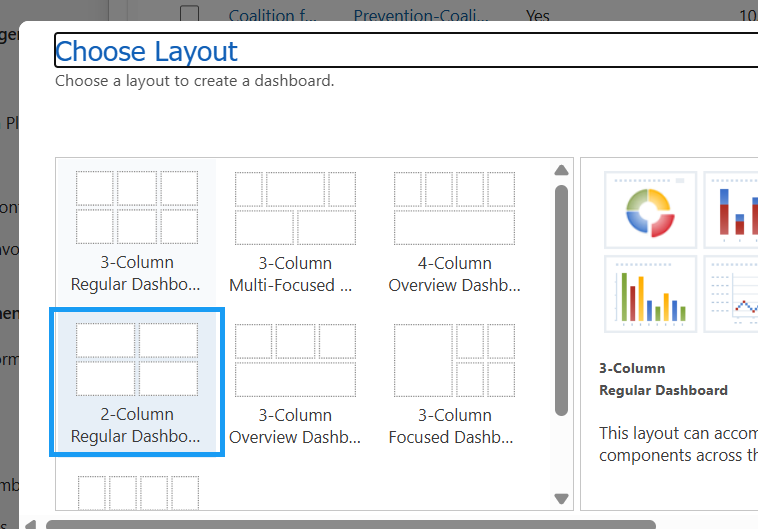 Coalition f... Prevention-Coali... Yes 10
Choose Layout
Choose a layout to create a dashboard.
3-Column
Regular Dashbo...
3-Column
Multi-Focused ...
4-Column
Overview Dashb...
2-Column
Regular Dashbo...
3-Column
Overview Dashb...
3-Column
Focused Dashb...
3-Column
Regular Dashboard
This layout can accom
components across th